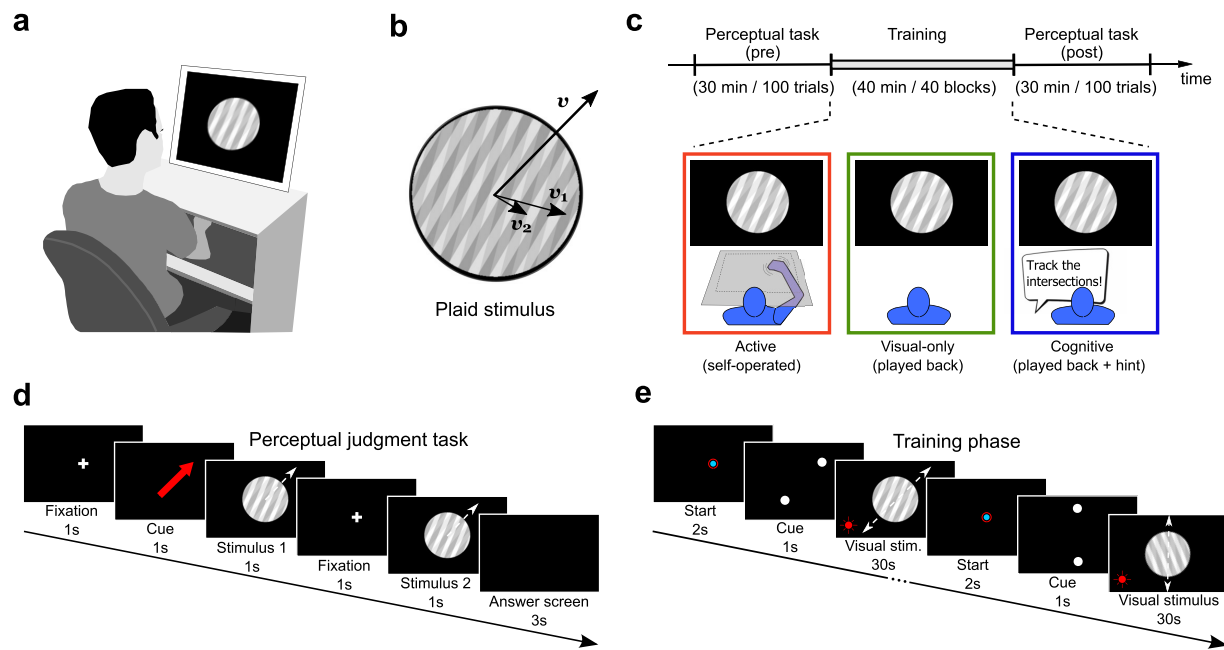 a
b
v
v1
v2
Plaid stimulus
c
Perceptual task
(pre)
Training
Perceptual task
(post)
(30 min / 100 trials)
(40 min / 40 blocks)
(30 min / 100 trials)
time
Track the
intersections!
Active
(self-operated)
Visual-only
(played back)
Cognitive
(played back + hint)
d
Perceptual judgment task
Fixation
1s
Cue
1s
Stimulus 1
1s
Fixation
1s
Stimulus 2
1s
Answer screen
3s
e
Training phase
Start
2s
Cue
1s
Visual stim.
30s
...
Start
2s
Cue
1s
Visual stimulus
30s